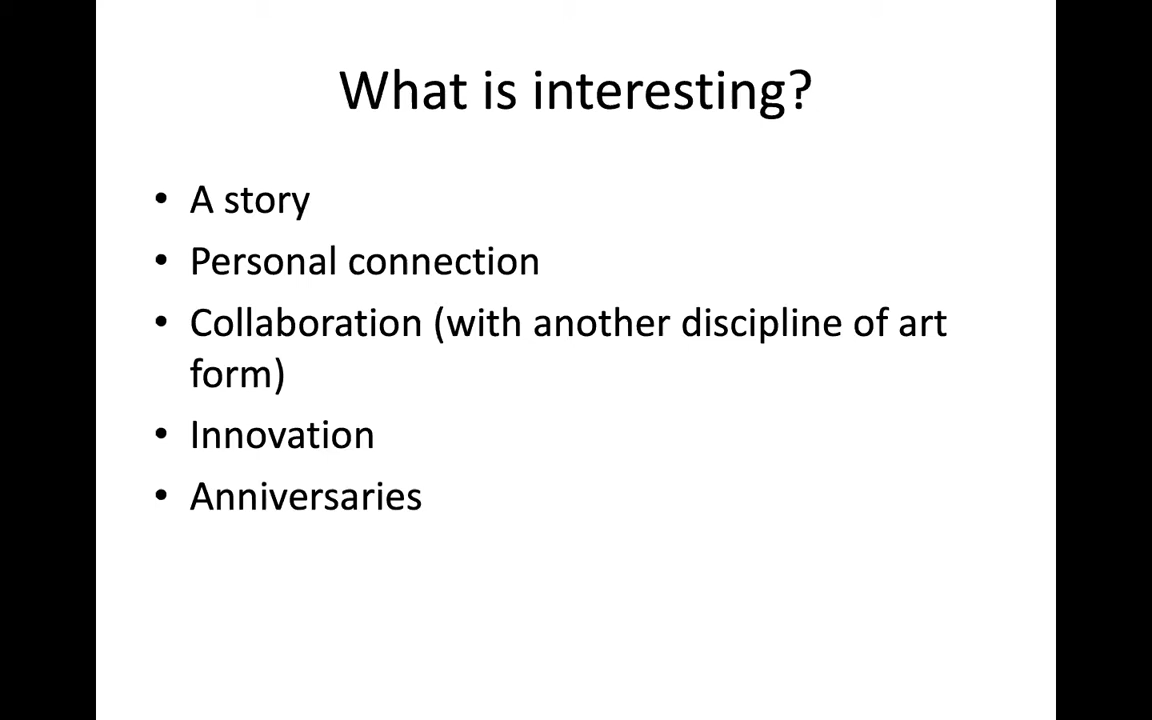 What is interesting?
• A story
• Personal connection
• Collaboration (with another discipline of art
form)
• Innovation
• Anniversaries